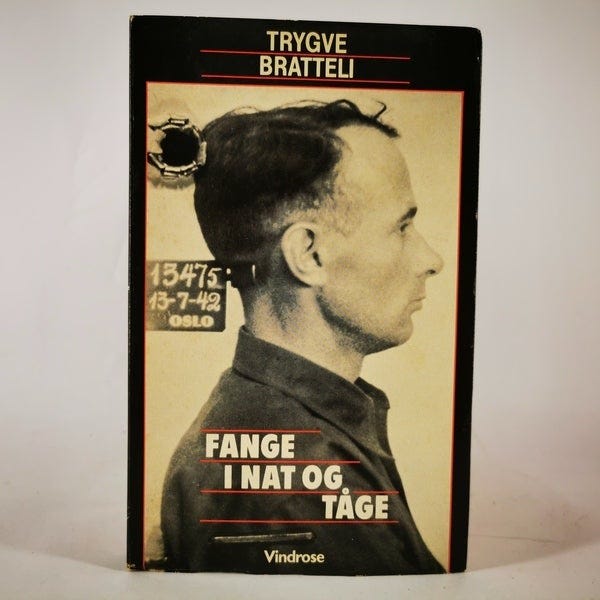 TRYGVE
BRATTELI
13475
13-7-42
OSLO
FANGE
I NAT OG
TÅGE
Vindrose